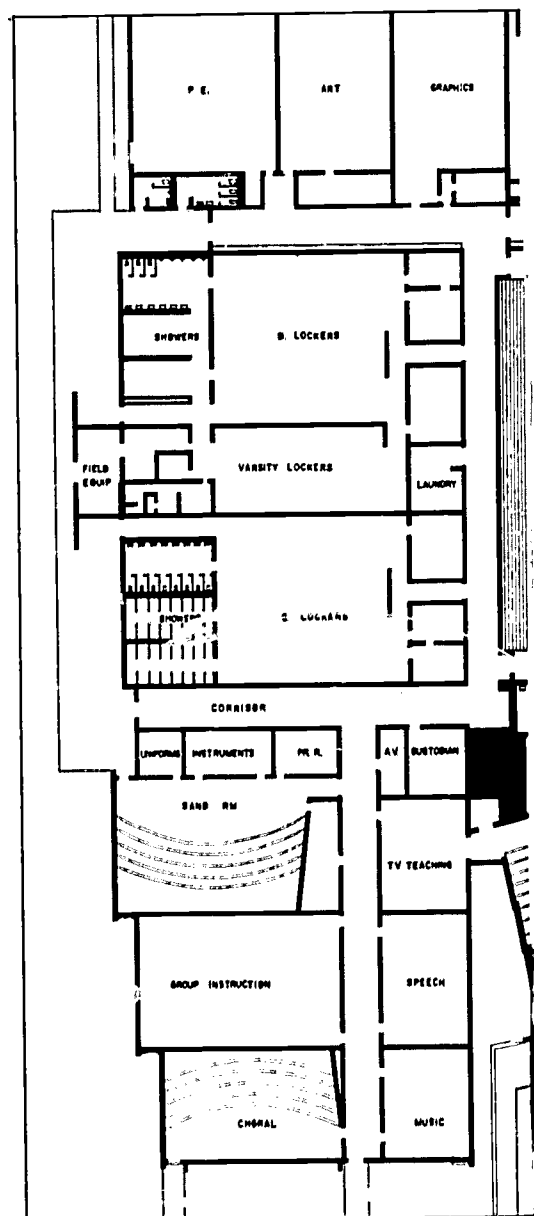 P. E.
ART
GRAPHICS
SHOWERS
B. LOCKERS
FIELD
EQUIP
VARSITY LOCKERS
LAUNDRY
SHOWERS
G. LOCKERS
CORRIDOR
UNIFORMS
INSTRUMENTS
PR. R.
A.V.
CUSTODIAN
BAND RM
TV TEACHING
GROUP INSTRUCTION
SPEECH
CHORAL
MUSIC